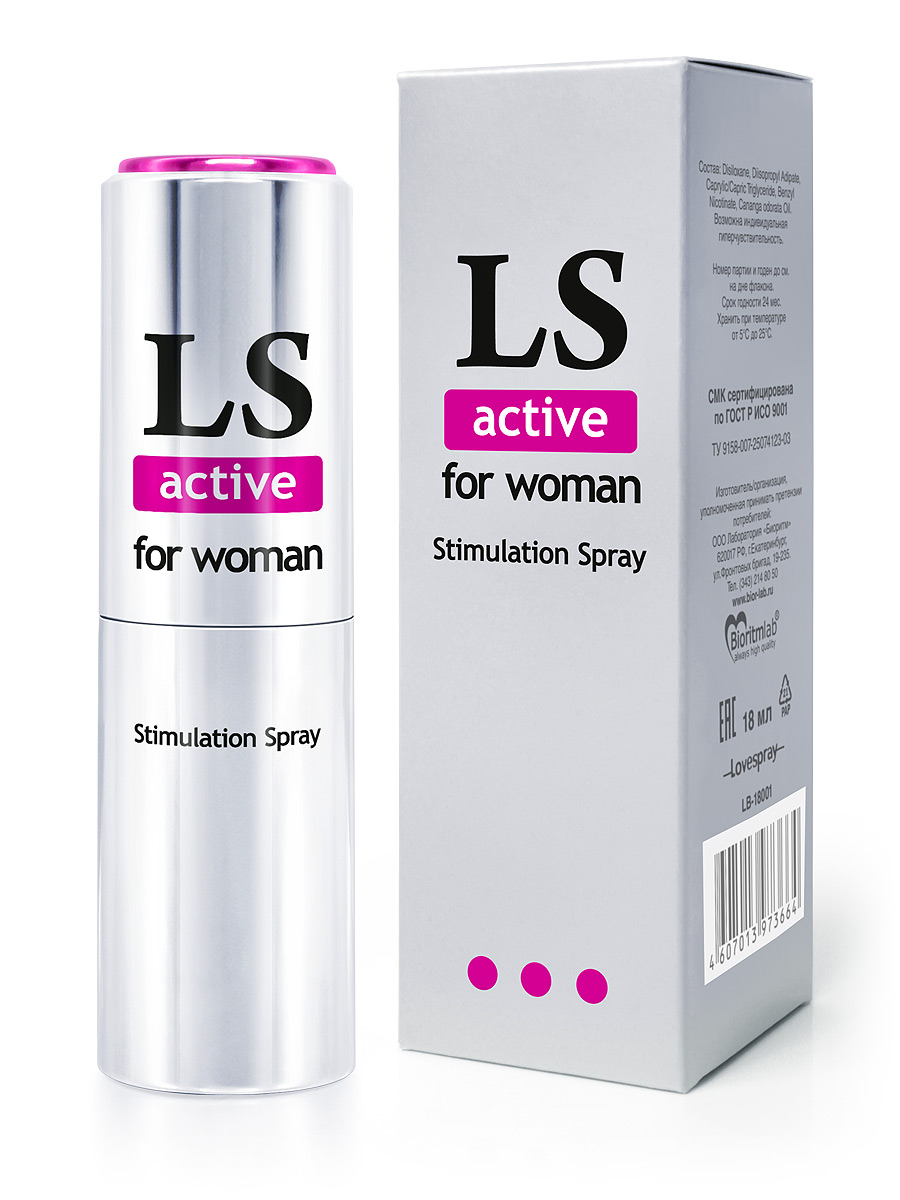 LS
active
for woman
Stimulation Spray
LS
active
for woman
Stimulation Spray
Состав: Disiloxane, Diisopropyl Adipate,
Caprylic/Capric Triglyceride, Benzyl
Nicotinate, Cananga odorata Oil.
Возможна индивидуальная
гиперчувствительность.
Номер партии и годен до см.
на дне флакона.
Срок годности 24 мес.
Хранить при температуре
от 5°С до 25°С.
СМК сертифицирована
по ГОСТ Р ИСО 9001
ТУ 9158-007-25074123-03
Изготовитель/организация,
уполномоченная принимать претензии
потребителей:
ООО Лаборатория «Биоритм»
620017 РФ, г.Екатеринбург,
ул.Фронтовых бригад, 19-235.
Тел. (343) 214 80 50
www.bior-lab.ru
Bioritmlab®
always high quality
ЕАС 18 мл
21
PAP
Lovespray
LB-18001
4 607013 973664